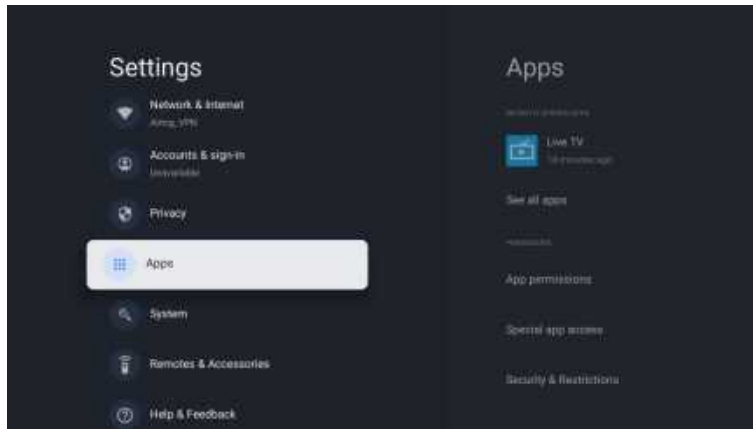 Settings
Network & Internet
Accounts & sign-in
Unavailable
Privacy
Apps
System
Remotes & Accessories
Help & Feedback
Apps
Live TV
See all apps
App permissions
Special app access
Security & Restrictions